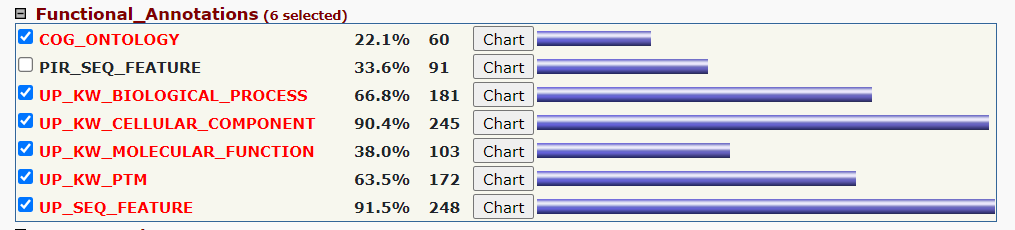 Functional_Annotations (6 selected)
COG_ONTOLOGY 22.1% 60 Chart
PIR_SEQ_FEATURE 33.6% 91 Chart
UP_KW_BIOLOGICAL_PROCESS 66.8% 181 Chart
UP_KW_CELLULAR_COMPONENT 90.4% 245 Chart
UP_KW_MOLECULAR_FUNCTION 38.0% 103 Chart
UP_KW_PTM 63.5% 172 Chart
UP_SEQ_FEATURE 91.5% 248 Chart